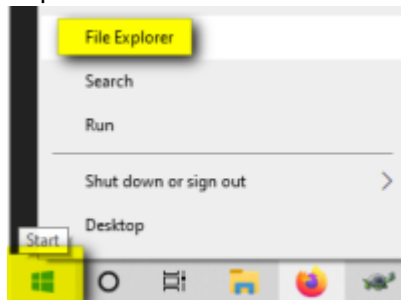 File Explorer
Search
Run
Shut down or sign out
Desktop
Start